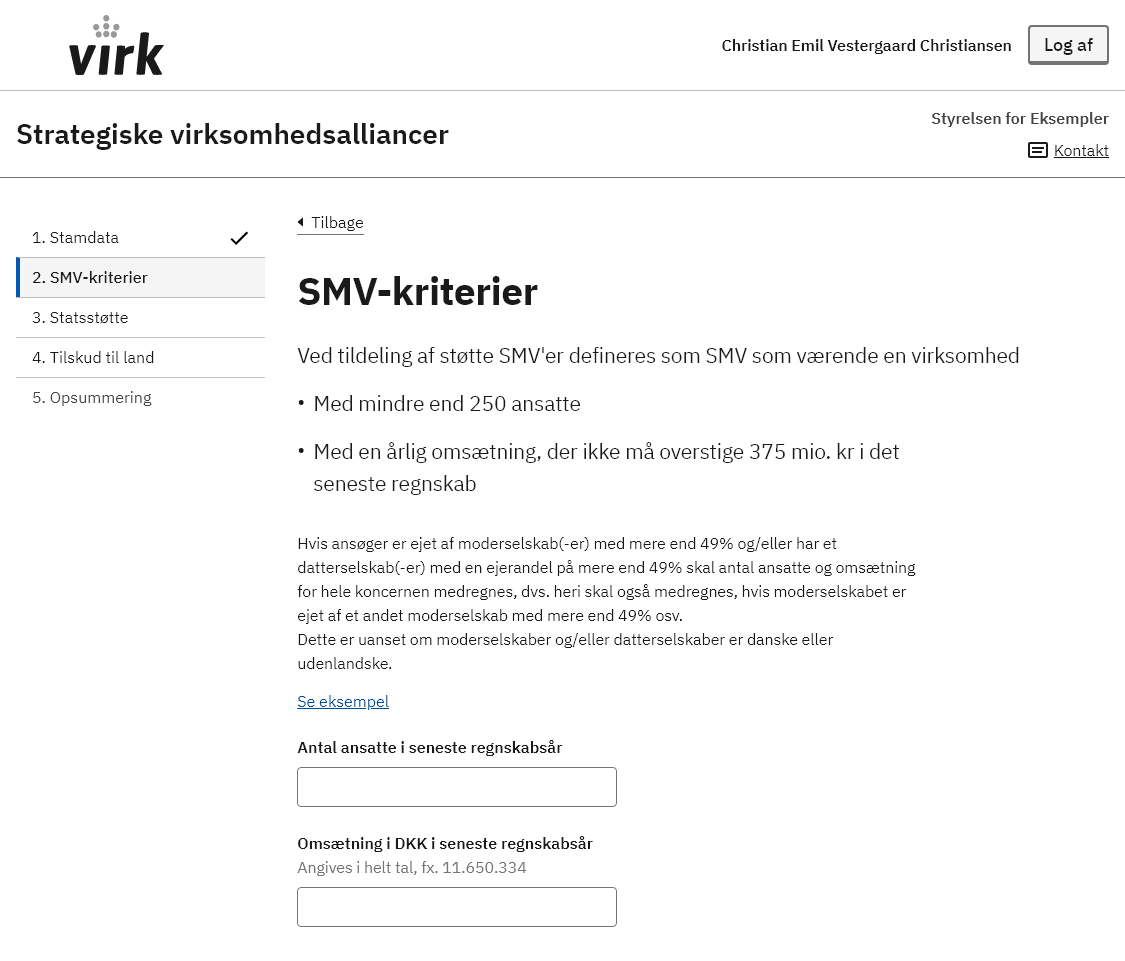 virk
Christian Emil Vestergaard Christiansen
Log af
Strategiske virksomhedsalliancer
Styrelsen for Eksempler
Kontakt
1. Stamdata
2. SMV-kriterier
3. Statsstøtte
4. Tilskud til land
5. Opsummering
Tilbage
SMV-kriterier
Ved tildeling af støtte SMV'er defineres som SMV som værende en virksomhed
• Med mindre end 250 ansatte
• Med en årlig omsætning, der ikke må overstige 375 mio. kr i det
seneste regnskab
Hvis ansøger er ejet af moderselskab(-er) med mere end 49% og/eller har et
datterselskab(-er) med en ejerandel på mere end 49% skal antal ansatte og omsætning
for hele koncernen medregnes, dvs. heri skal også medregnes, hvis moderselskabet er
ejet af et andet moderselskab med mere end 49% osv.
Dette er uanset om moderselskaber og/eller datterselskaber er danske eller
udenlandske.
Se eksempel
Antal ansatte i seneste regnskabsår
Omsætning i DKK i seneste regnskabsår
Angives i helt tal, fx. 11.650.334